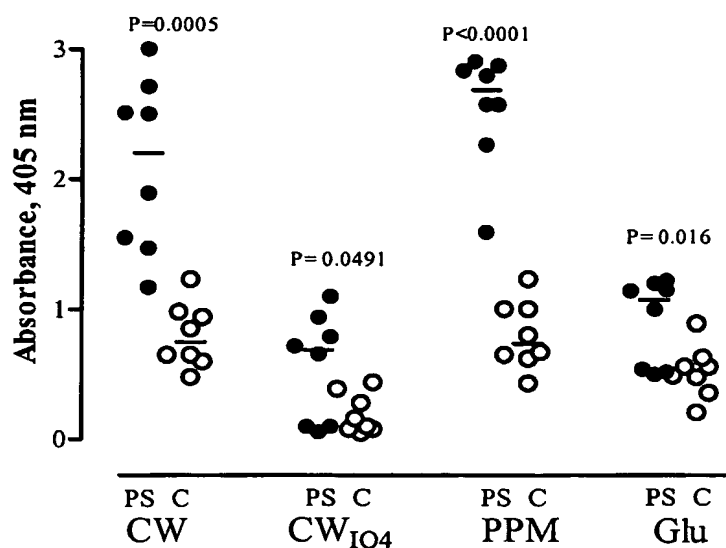 P=0.0005
P<0.0001
3
2
P= 0.0491
P= 0.016
1
0
Absorbance, 405 nm
PS C PS C PS C PS C
CW CW IO4 PPM Glu